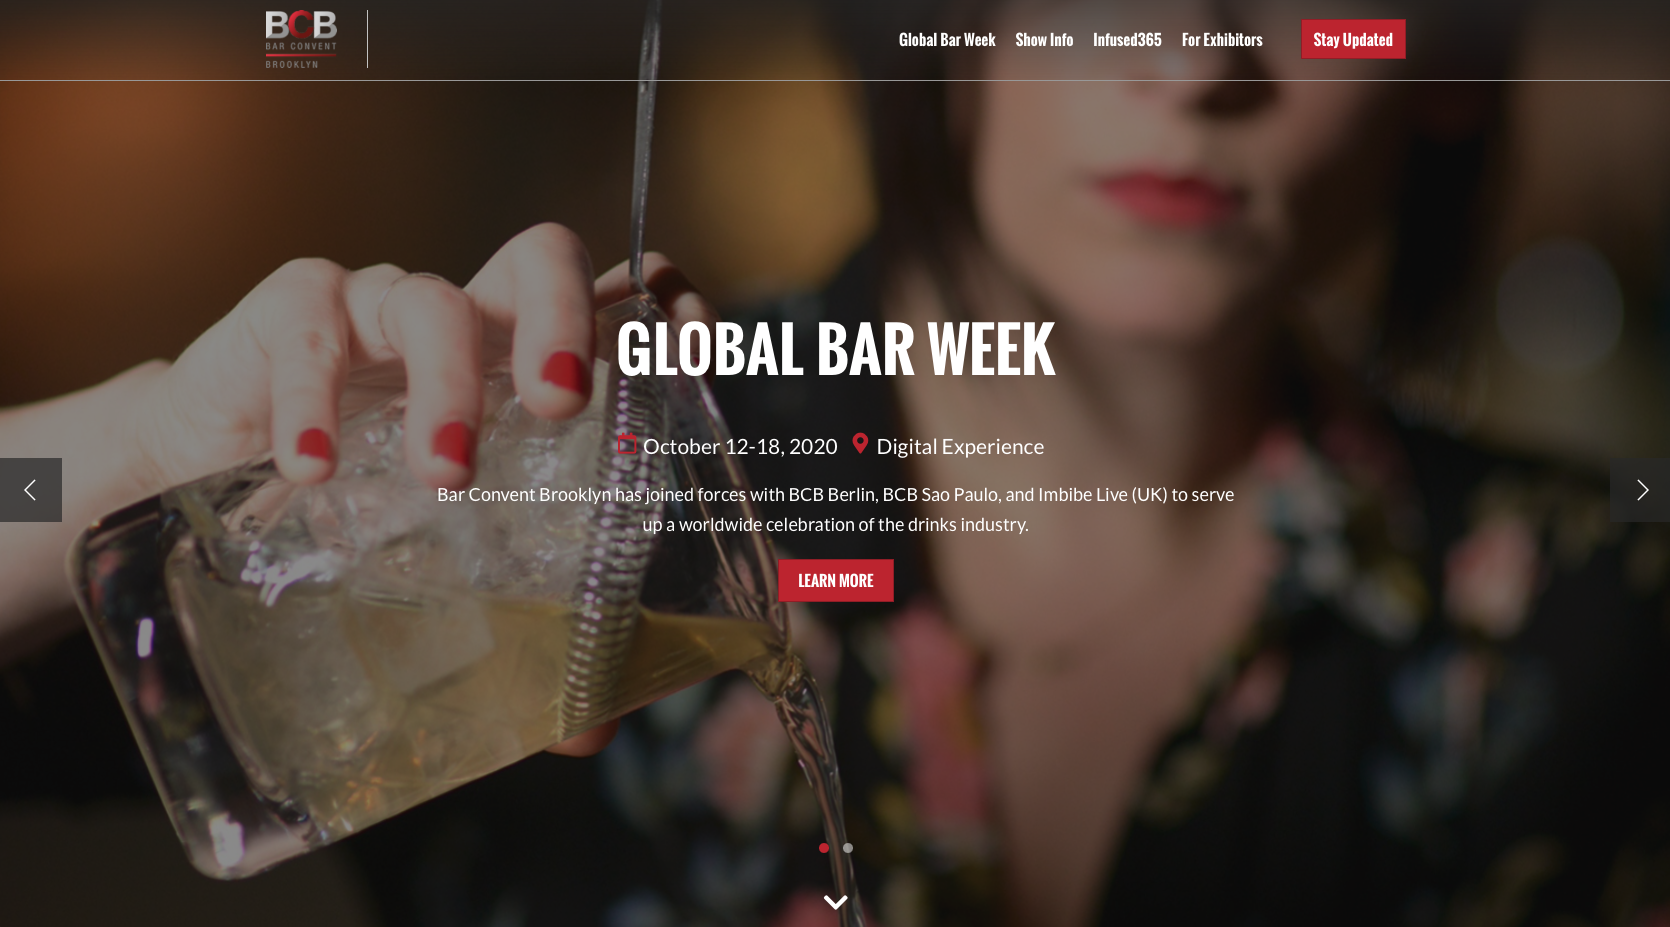 BCB
BAR CONVENT
BROOKLYN
Global Bar Week Show Info Infused365 For Exhibitors Stay Updated
GLOBAL BAR WEEK
October 12-18, 2020 Digital Experience
Bar Convent Brooklyn has joined forces with BCB Berlin, BCB Sao Paulo, and Imbibe Live (UK) to serve
up a worldwide celebration of the drinks industry.
LEARN MORE